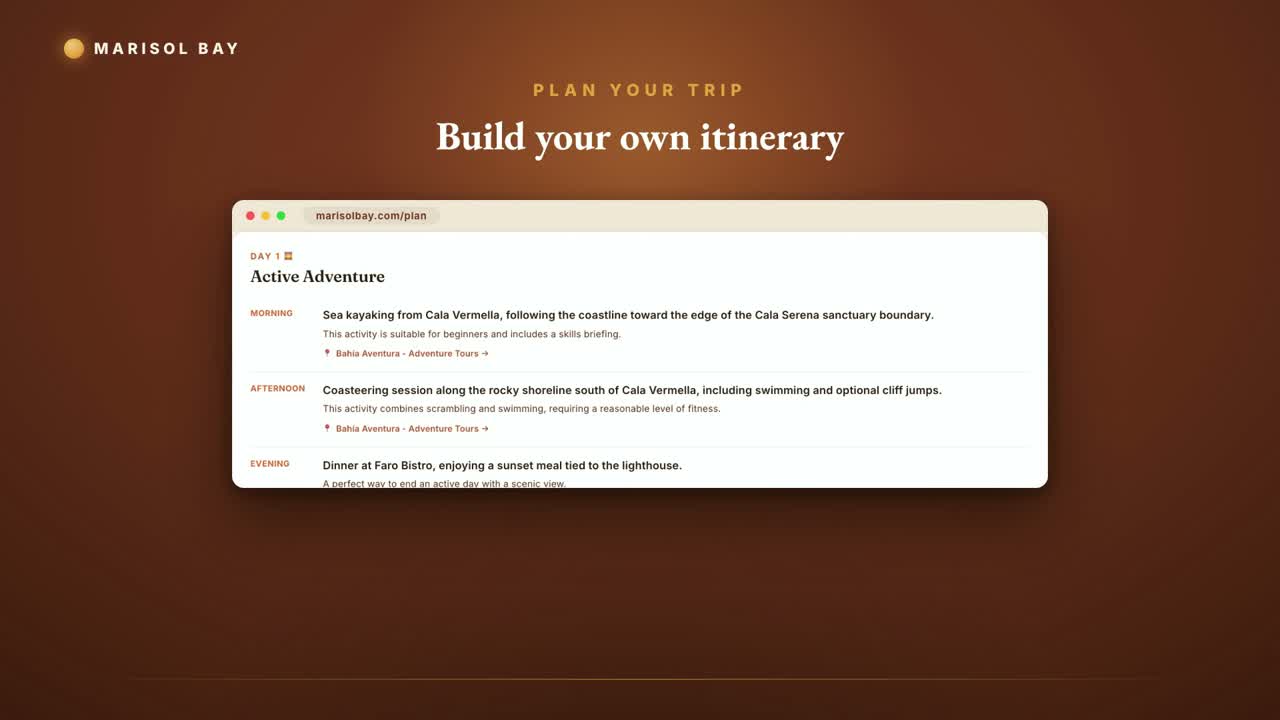 MARISOL BAY
PLAN YOUR TRIP
Build your own itinerary
marisolbay.com/plan
DAY 1
Active Adventure
MORNING
Sea kayaking from Cala Vermella, following the coastline toward the edge of the Cala Serena sanctuary boundary.
This activity is suitable for beginners and includes a skills briefing.
📍 Bahía Aventura - Adventure Tours →
AFTERNOON
Coasteering session along the rocky shoreline south of Cala Vermella, including swimming and optional cliff jumps.
This activity combines scrambling and swimming, requiring a reasonable level of fitness.
📍 Bahía Aventura - Adventure Tours →
EVENING
Dinner at Faro Bistro, enjoying a sunset meal tied to the lighthouse.
A perfect way to end an active day with a scenic view.